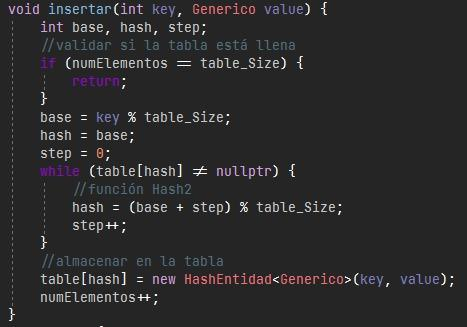 void insertar(int key, Generico value) {
int base, hash, step;
//validar si la tabla está llena
if (numElementos == table_Size) {
return;
}
base = key % table_Size;
hash = base;
step = 0;
while (table[hash] != nullptr) {
//función Hash2
hash = (base + step) % table_Size;
step++;
}
//almacenar en la tabla
table[hash] = new HashEntidad<Generico>(key, value);
numElementos++;
}